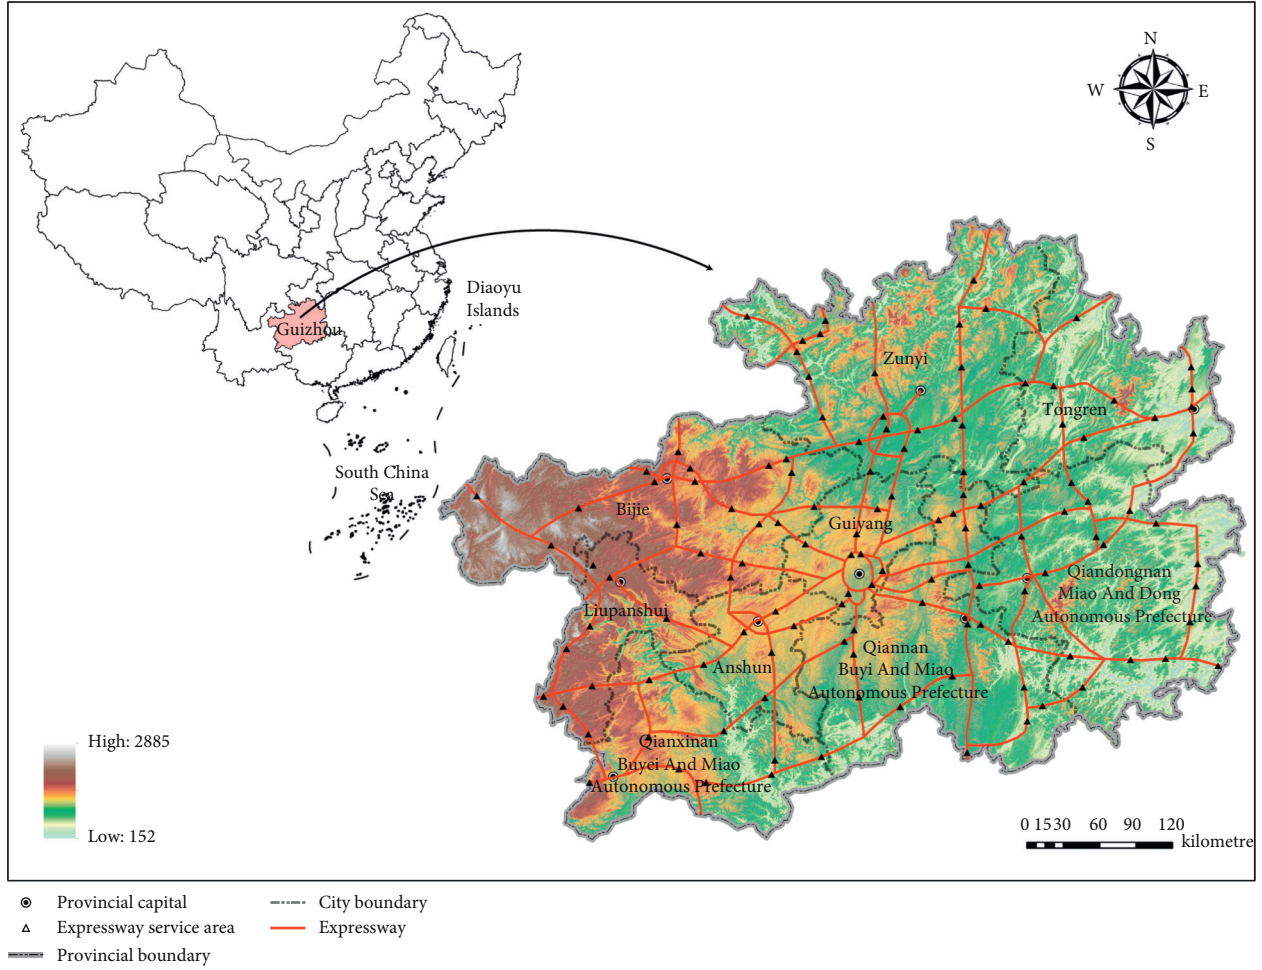 N
W
E
S
Diaoyu
Islands
Guizhou
South China
Sea
Zunyi
Tongren
Bijie
Guiyang
Qiandongnan
Miao And Dong
Autonomous Prefecture
Liupanshui
Anshun
Qiannan
Buyi And Miao
Autonomous Prefecture
Qianxinan
Buyei And Miao
Autonomous Prefecture
High: 2885
Low: 152
0 15 30 60 90 120
kilometre
Provincial capital
City boundary
Expressway service area
Expressway
Provincial boundary